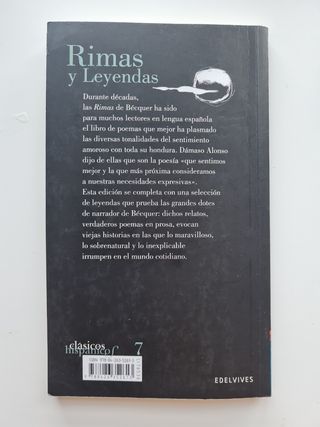 Rimas
y Leyendas
Durante décadas,
las Rimas de Bécquer ha sido
para muchos lectores en lengua española
el libro de poemas que mejor ha plasmado
las diversas tonalidades del sentimiento
amoroso con toda su hondura. Dámaso Alonso
dijo de ellas que son la poesía «que sentimos
mejor y la que más próxima consideramos
a nuestras necesidades expresivas».
Esta edición se completa con una selección
de leyendas que prueba las grandes dotes
de narrador de Bécquer: dichos relatos,
verdaderos poemas en prosa, evocan
viejas historias en las que lo maravilloso,
lo sobrenatural y lo inexplicable
irrumpen en el mundo cotidiano.
clásicos
hispánicos 7
EDELVIVES